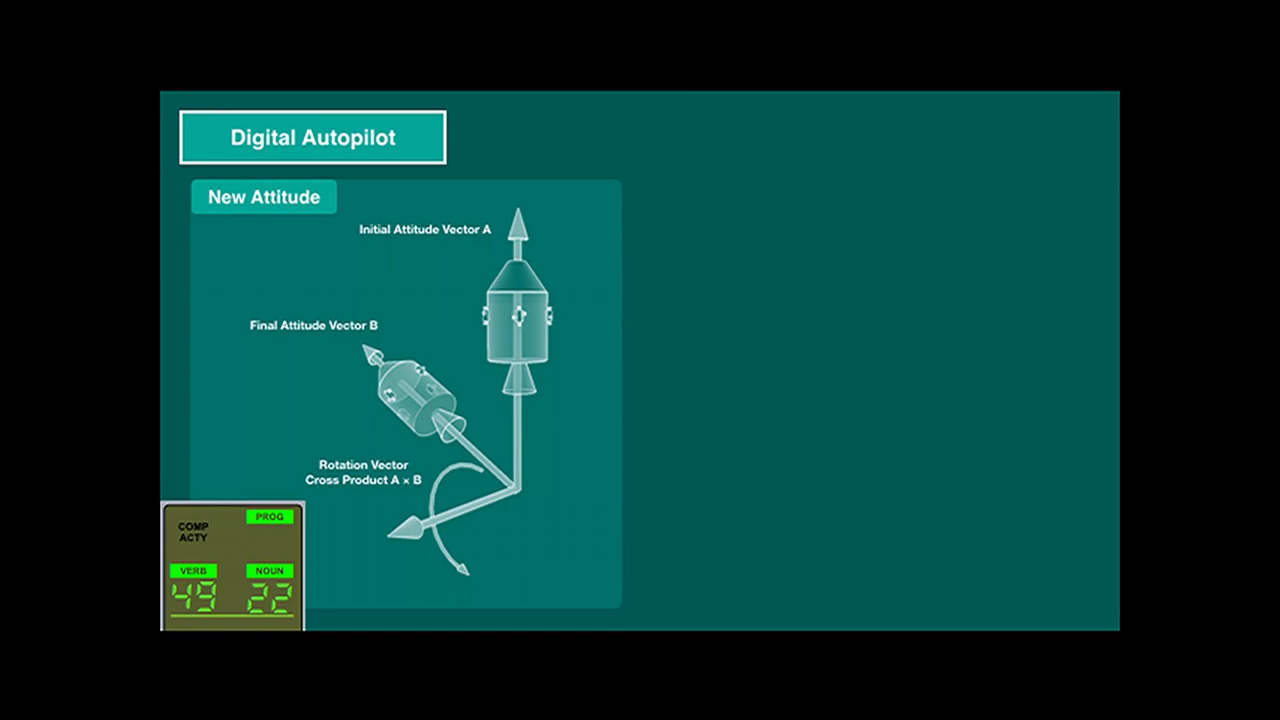 Digital Autopilot
New Attitude
Initial Attitude Vector A
Final Attitude Vector B
Rotation Vector
Cross Product A × B
PROG
COMP
ACTY
VERB NOUN
49 22